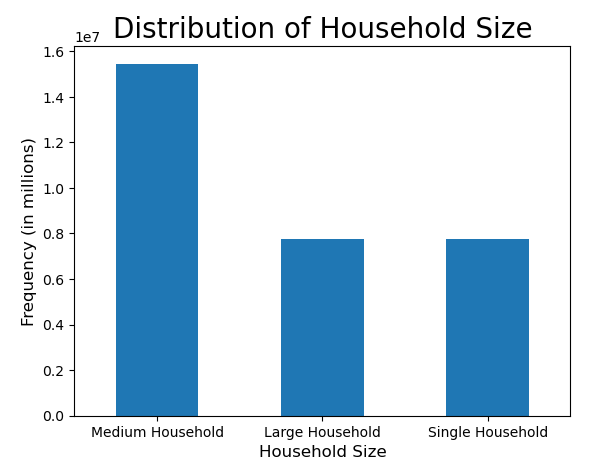 Distribution of Household Size
1e7
1.6
1.4
1.2
1.0
0.8
0.6
0.4
0.2
0.0
Frequency (in millions)
Medium Household
Large Household
Single Household
Household Size